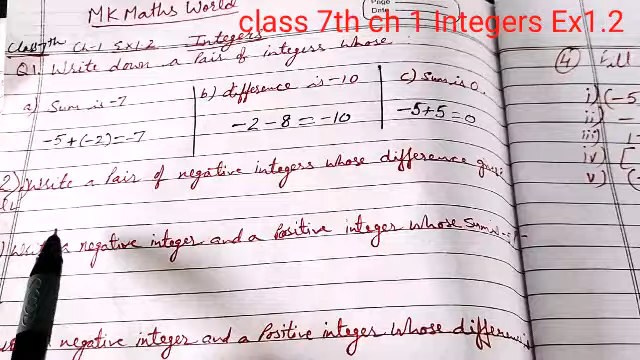 MK Maths World
Page
Date
class 7th ch 1 Integers Ex1.2
Class 7th Ch-1 Ex1.2 Integers
Q1. Write down a Pair of integers whose
a) Sum is -7
b) difference is -10
c) Sum is 0.
-5+(-2)=-7
-2-8=-10
-5+5=0
2) Write a Pair of negative integers whose difference
negative integer and a Positive integer whose Sum is -
negative integer and a Positive integer whose
④ Fill
i) (-5
ii) -
iii)
iv) [
v) (-